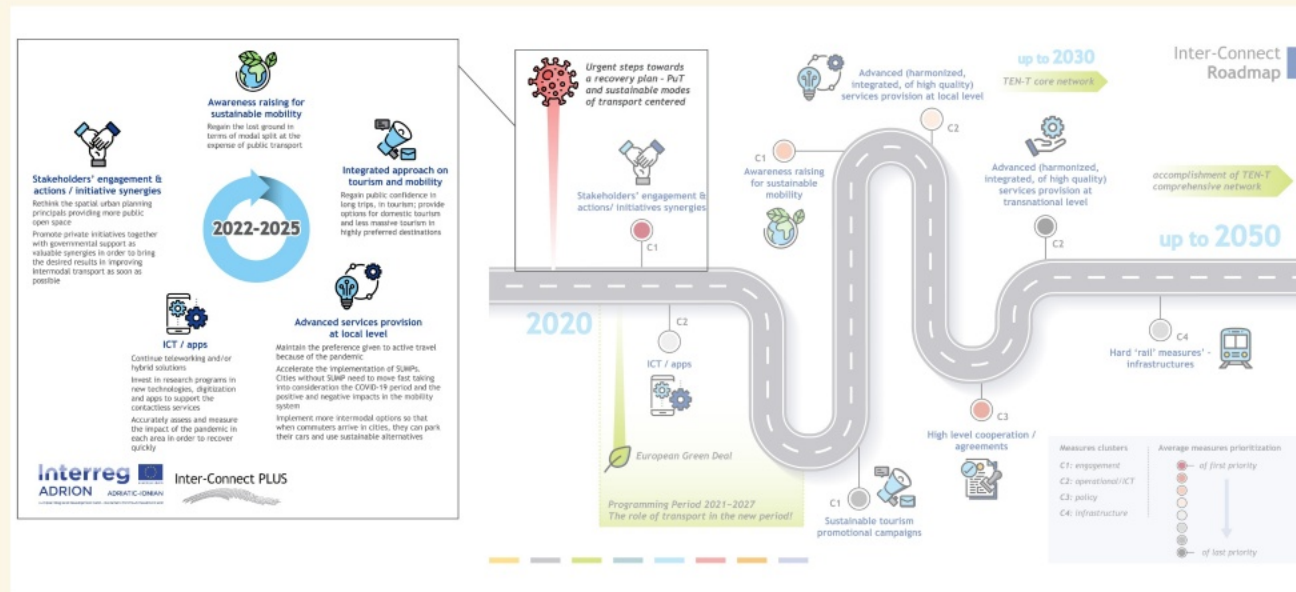 Awareness raising for
sustainable mobility
Regain the lost ground in
terms of modal split at the
expense of public transport
Stakeholders' engagement &
actions / initiative synergies
Rethink the spatial urban planning
principals providing more public
open space
Promote private initiatives together
with governmental support as
valuable synergies in order to bring
the desired results in improving
intermodal transport as soon as
possible
Integrated approach on
tourism and mobility
Regain public confidence in
long trips, in tourism; provide
options for domestic tourism
and less massive tourism in
highly preferred destinations
2022-2025
ICT / apps
Continue teleworking and/or
hybrid solutions
Invest in research programs in
new technologies, digitization
and apps to support the
contactless services
Accurately assess and measure
the impact of the pandemic in
each area in order to recover
quickly
Advanced services provision
at local level
Maintain the preference given to active travel
because of the pandemic
Accelerate the implementation of SUMPs.
Cities without SUMP need to move fast taking
into consideration the COVID-19 period and the
positive and negative impacts in the mobility
system
Implement more intermodal options so that
when commuters arrive in cities, they can park
their cars and use sustainable alternatives
Interreg
ADRION ADRIATIC-IONIAN
Inter-Connect PLUS
Urgent steps towards
a recovery plan - PuT
and sustainable modes
of transport centered
Stakeholders' engagement &
actions/ initiatives synergies
C1
2020
C2
ICT / apps
European Green Deal
Programming Period 2021-2027
The role of transport in the new period!
C1
Awareness raising
for sustainable
mobility
Advanced (harmonized,
integrated, of high quality)
services provision at local level
C2
up to 2030
TEN-T core network
Inter-Connect
Roadmap
C1
Sustainable tourism
promotional campaigns
C3
High level cooperation /
agreements
Advanced (harmonized,
integrated, of high quality)
services provision at
transnational level
C2
accomplishment of TEN-T
comprehensive network
up to 2050
C4
Hard 'rail' measures' -
infrastructures
Measures clusters
C1: engagement
C2: operational/ICT
C3: policy
C4: infrastructure
Average measures prioritization
of first priority
of last priority